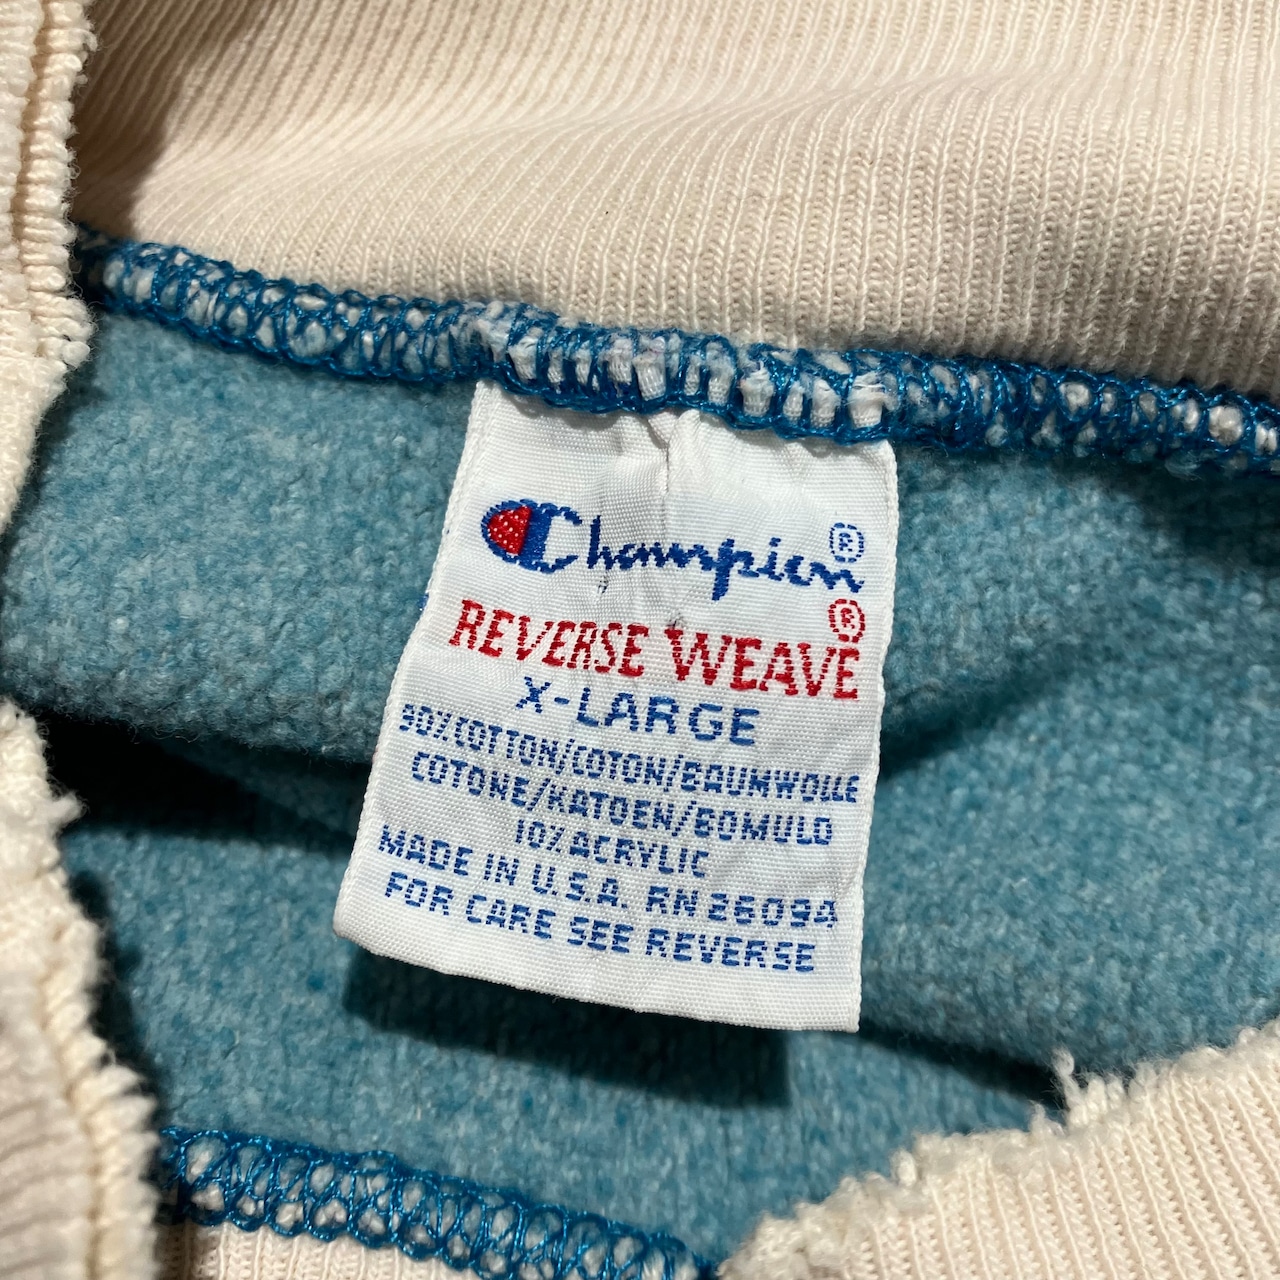 Champion®
REVERSE WEAVE®
X-LARGE
90% COTTON/COTON/BAUMWOLLE
COTONE/KATOEN/BOMULD
10% ACRYLIC
MADE IN U.S.A. RN 26094
FOR CARE SEE REVERSE